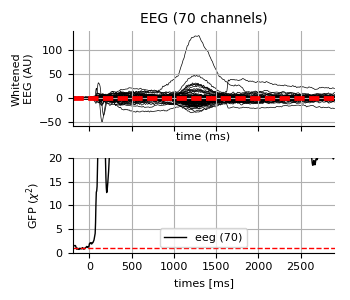 EEG (70 channels)
Whitened
EEG (AU)
100
50
0
−50
time (ms)
GFP (χ²)
20
15
10
5
0
eeg (70)
0 500 1000 1500 2000 2500
times [ms]